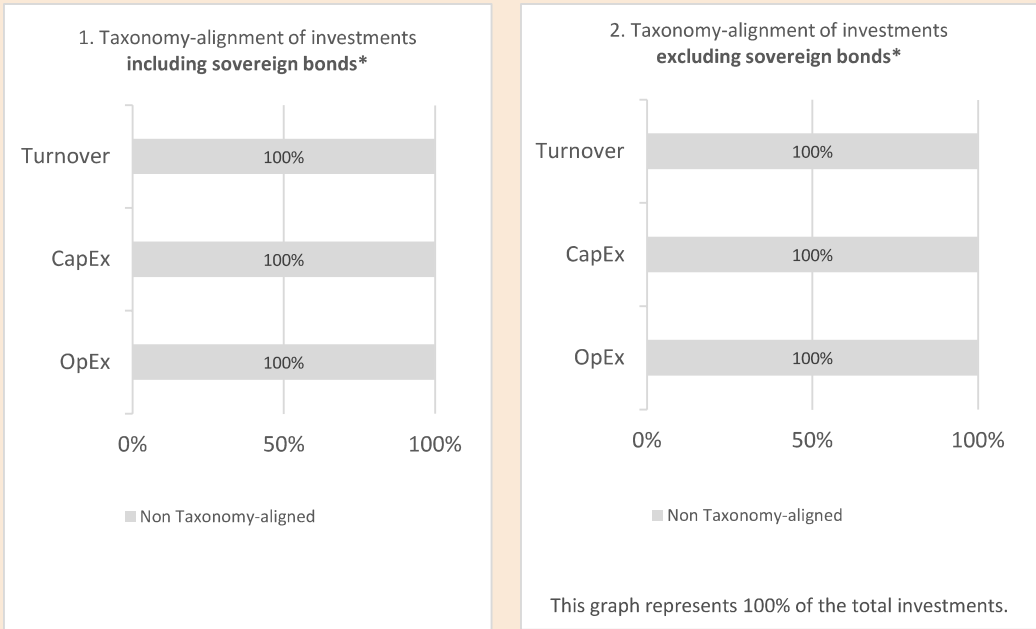 1. Taxonomy-alignment of investments
including sovereign bonds*
Turnover
100%
CapEx
100%
OpEx
100%
0%
50%
100%
Non Taxonomy-aligned
2. Taxonomy-alignment of investments
excluding sovereign bonds*
Turnover
100%
CapEx
100%
OpEx
100%
0%
50%
100%
Non Taxonomy-aligned
This graph represents 100% of the total investments.